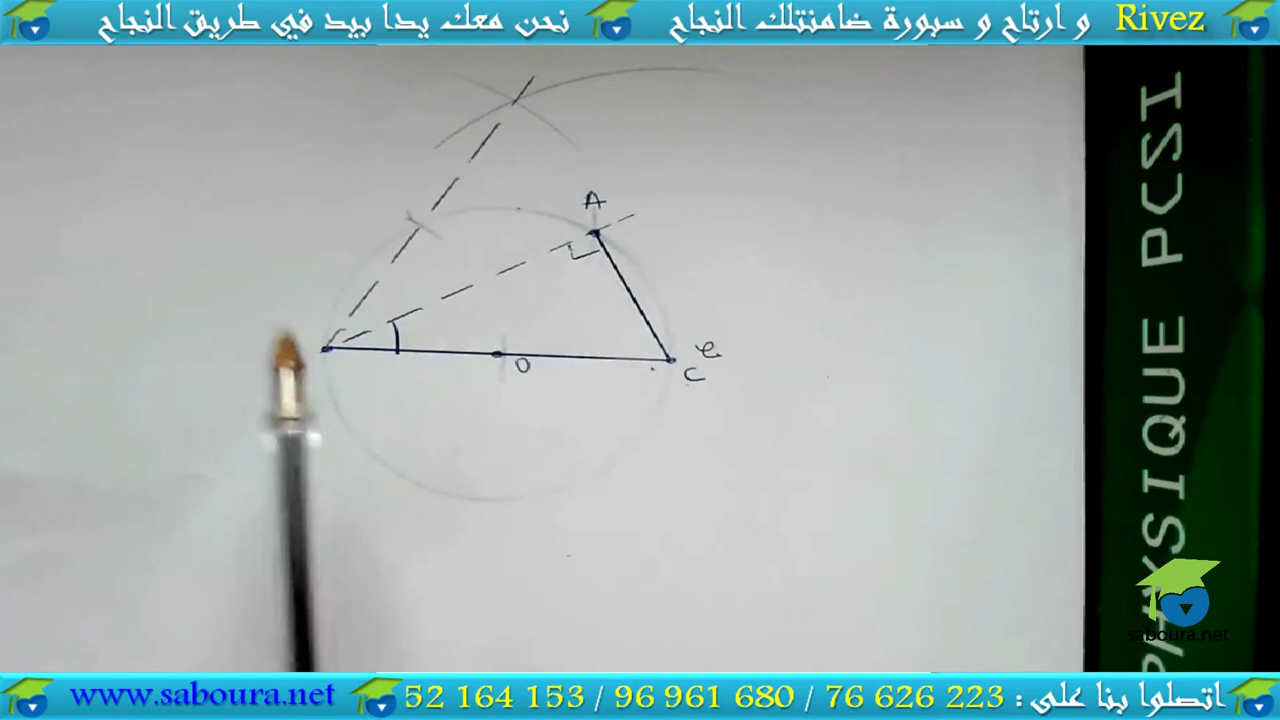 Rivez و ارتاح و سبورة ضامنتلك النجاح نحن معك يدا بيد في طريق النجاح
A
O
C
PHYSIQUE PCSI
saboura.net
اتصلوا بنا على : 76 626 223 / 96 961 680 / 52 164 153 www.saboura.net